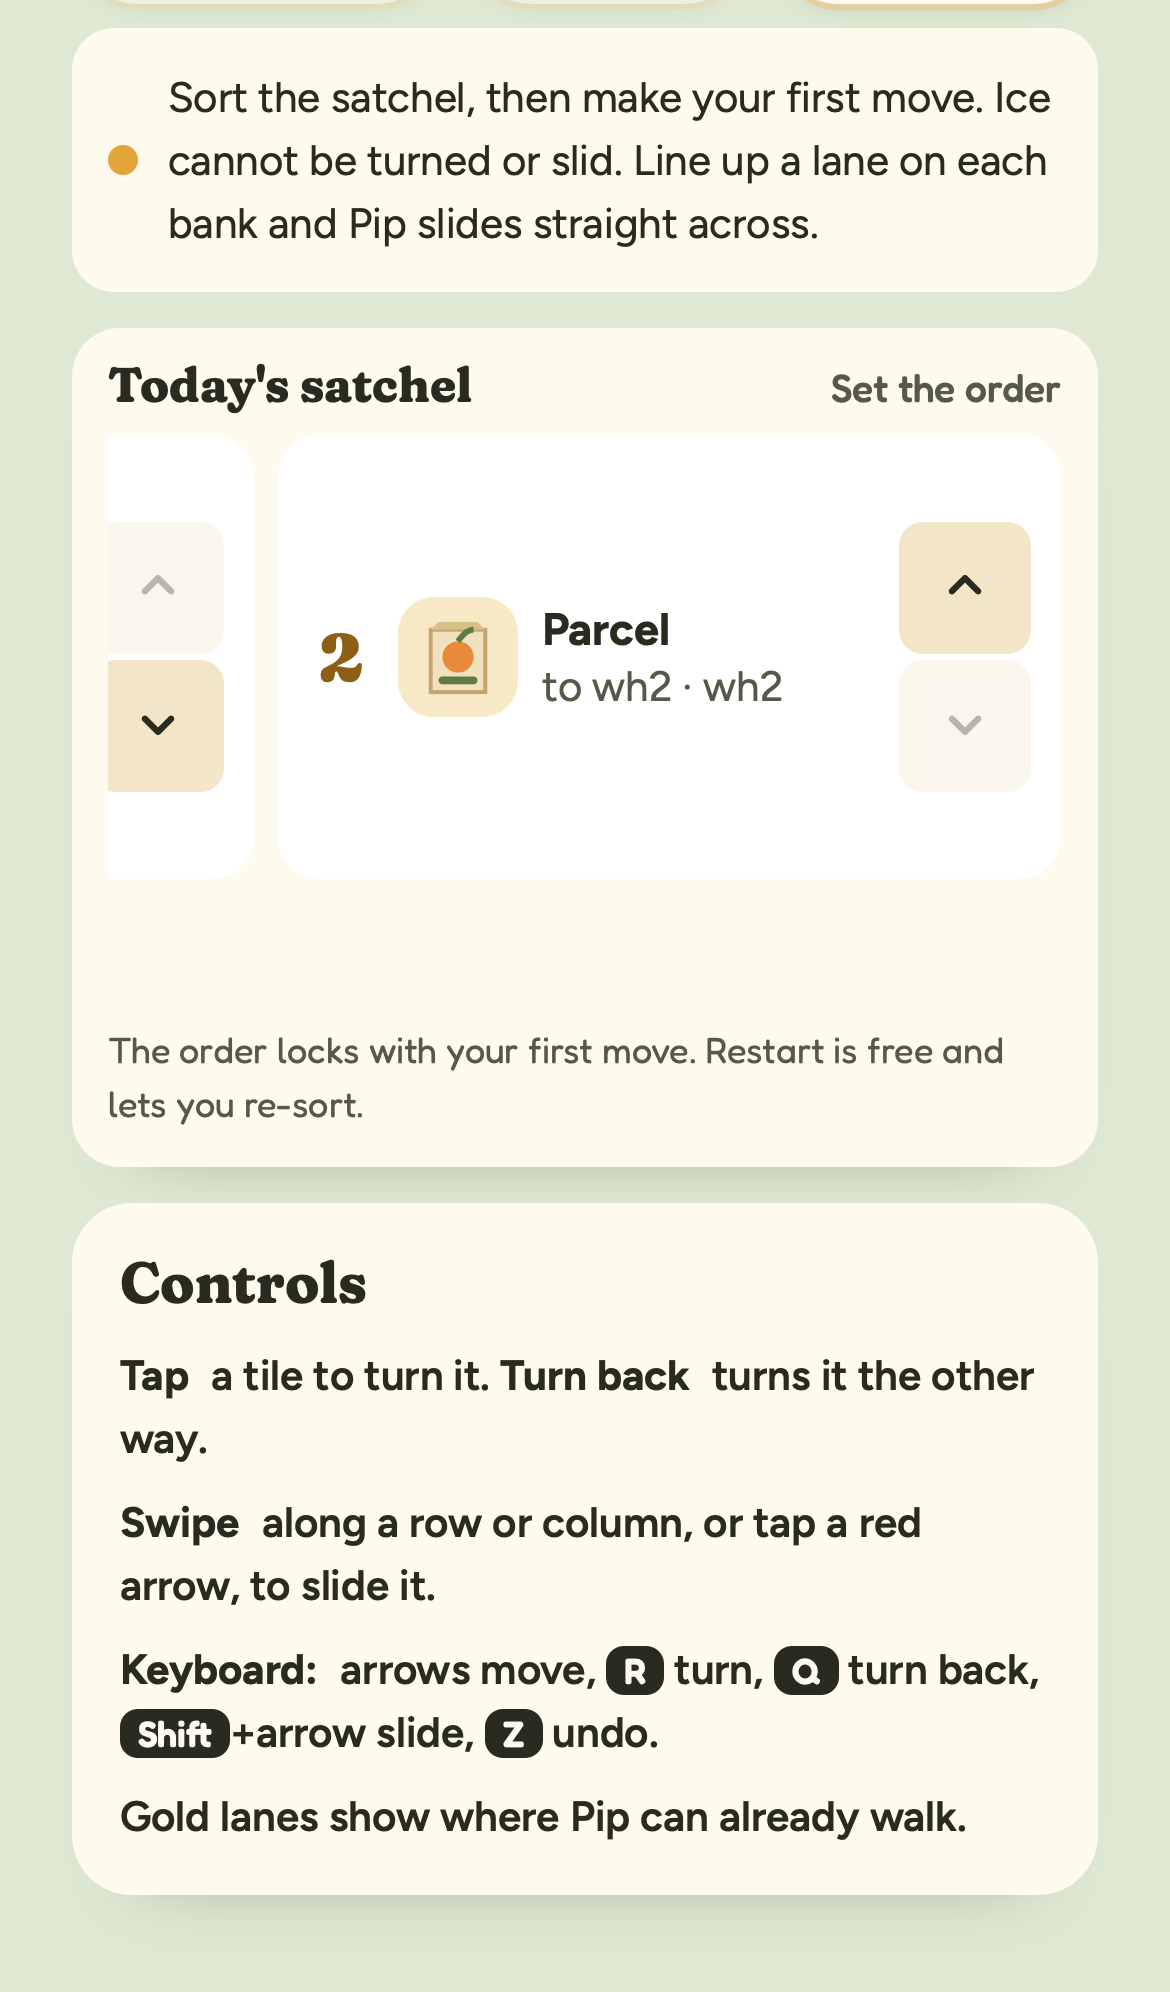 Sort the satchel, then make your first move. Ice
cannot be turned or slid. Line up a lane on each
bank and Pip slides straight across.
Today's satchel
Set the order
2
Parcel
to wh2 · wh2
The order locks with your first move. Restart is free and
lets you re-sort.
Controls
Tap a tile to turn it. Turn back turns it the other
way.
Swipe along a row or column, or tap a red
arrow, to slide it.
Keyboard: arrows move, R turn, Q turn back,
Shift+arrow slide, Z undo.
Gold lanes show where Pip can already walk.